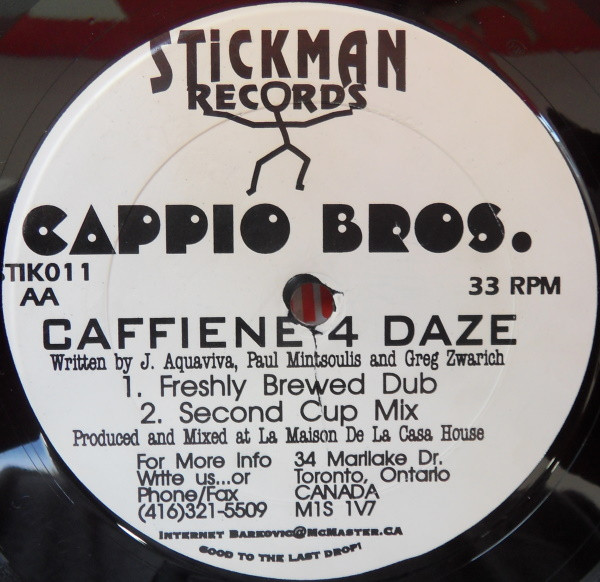 STiCKMAN
RECORDS
CAPPIO BROS.
STIK011
AA
33 RPM
CAFFIENE 4 DAZE
Written by J. Aquaviva, Paul Mintsoulis and Greg Zwarich
1. Freshly Brewed Dub
2. Second Cup Mix
Produced and Mixed at La Maison De La Casa House
For More Info
Write us...or
Phone/Fax
(416)321-5509
34 Marilake Dr.
Toronto, Ontario
CANADA
M1S 1V7
INTERNET BARKOVIC@MCMASTER.CA
GOOD TO THE LAST DROP!